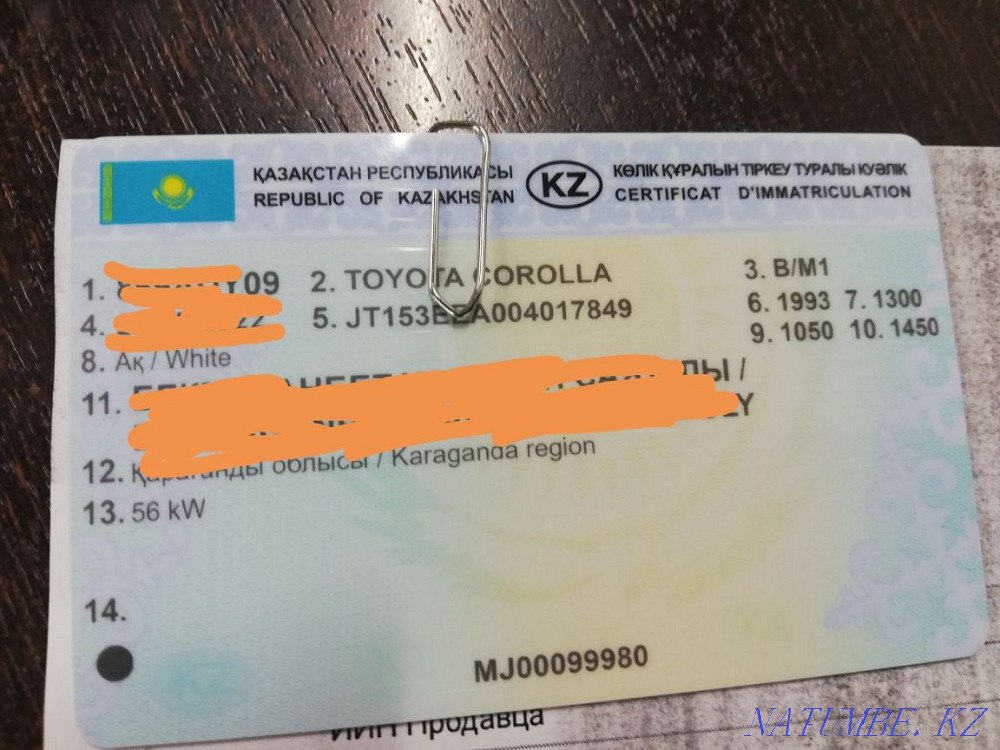 ҚАЗАҚСТАН РЕСПУБЛИКАСЫ
REPUBLIC OF KAZAKHSTAN
KZ
КӨЛІК ҚҰРАЛЫН ТІРКЕУ ТУРАЛЫ КУӘЛІК
CERTIFICAT D'IMMATRICULATION
1. 09 2. TOYOTA COROLLA 3. B/M1
4. 5. JT153EEA004017849 6. 1993 7. 1300
9. 1050 10. 1450
8. Ақ / White
11. /
12. Қарағанды облысы / Karaganda region
13. 56 kW
14.
MJ00099980
ИИН Продавца
NATUMBE.KZ